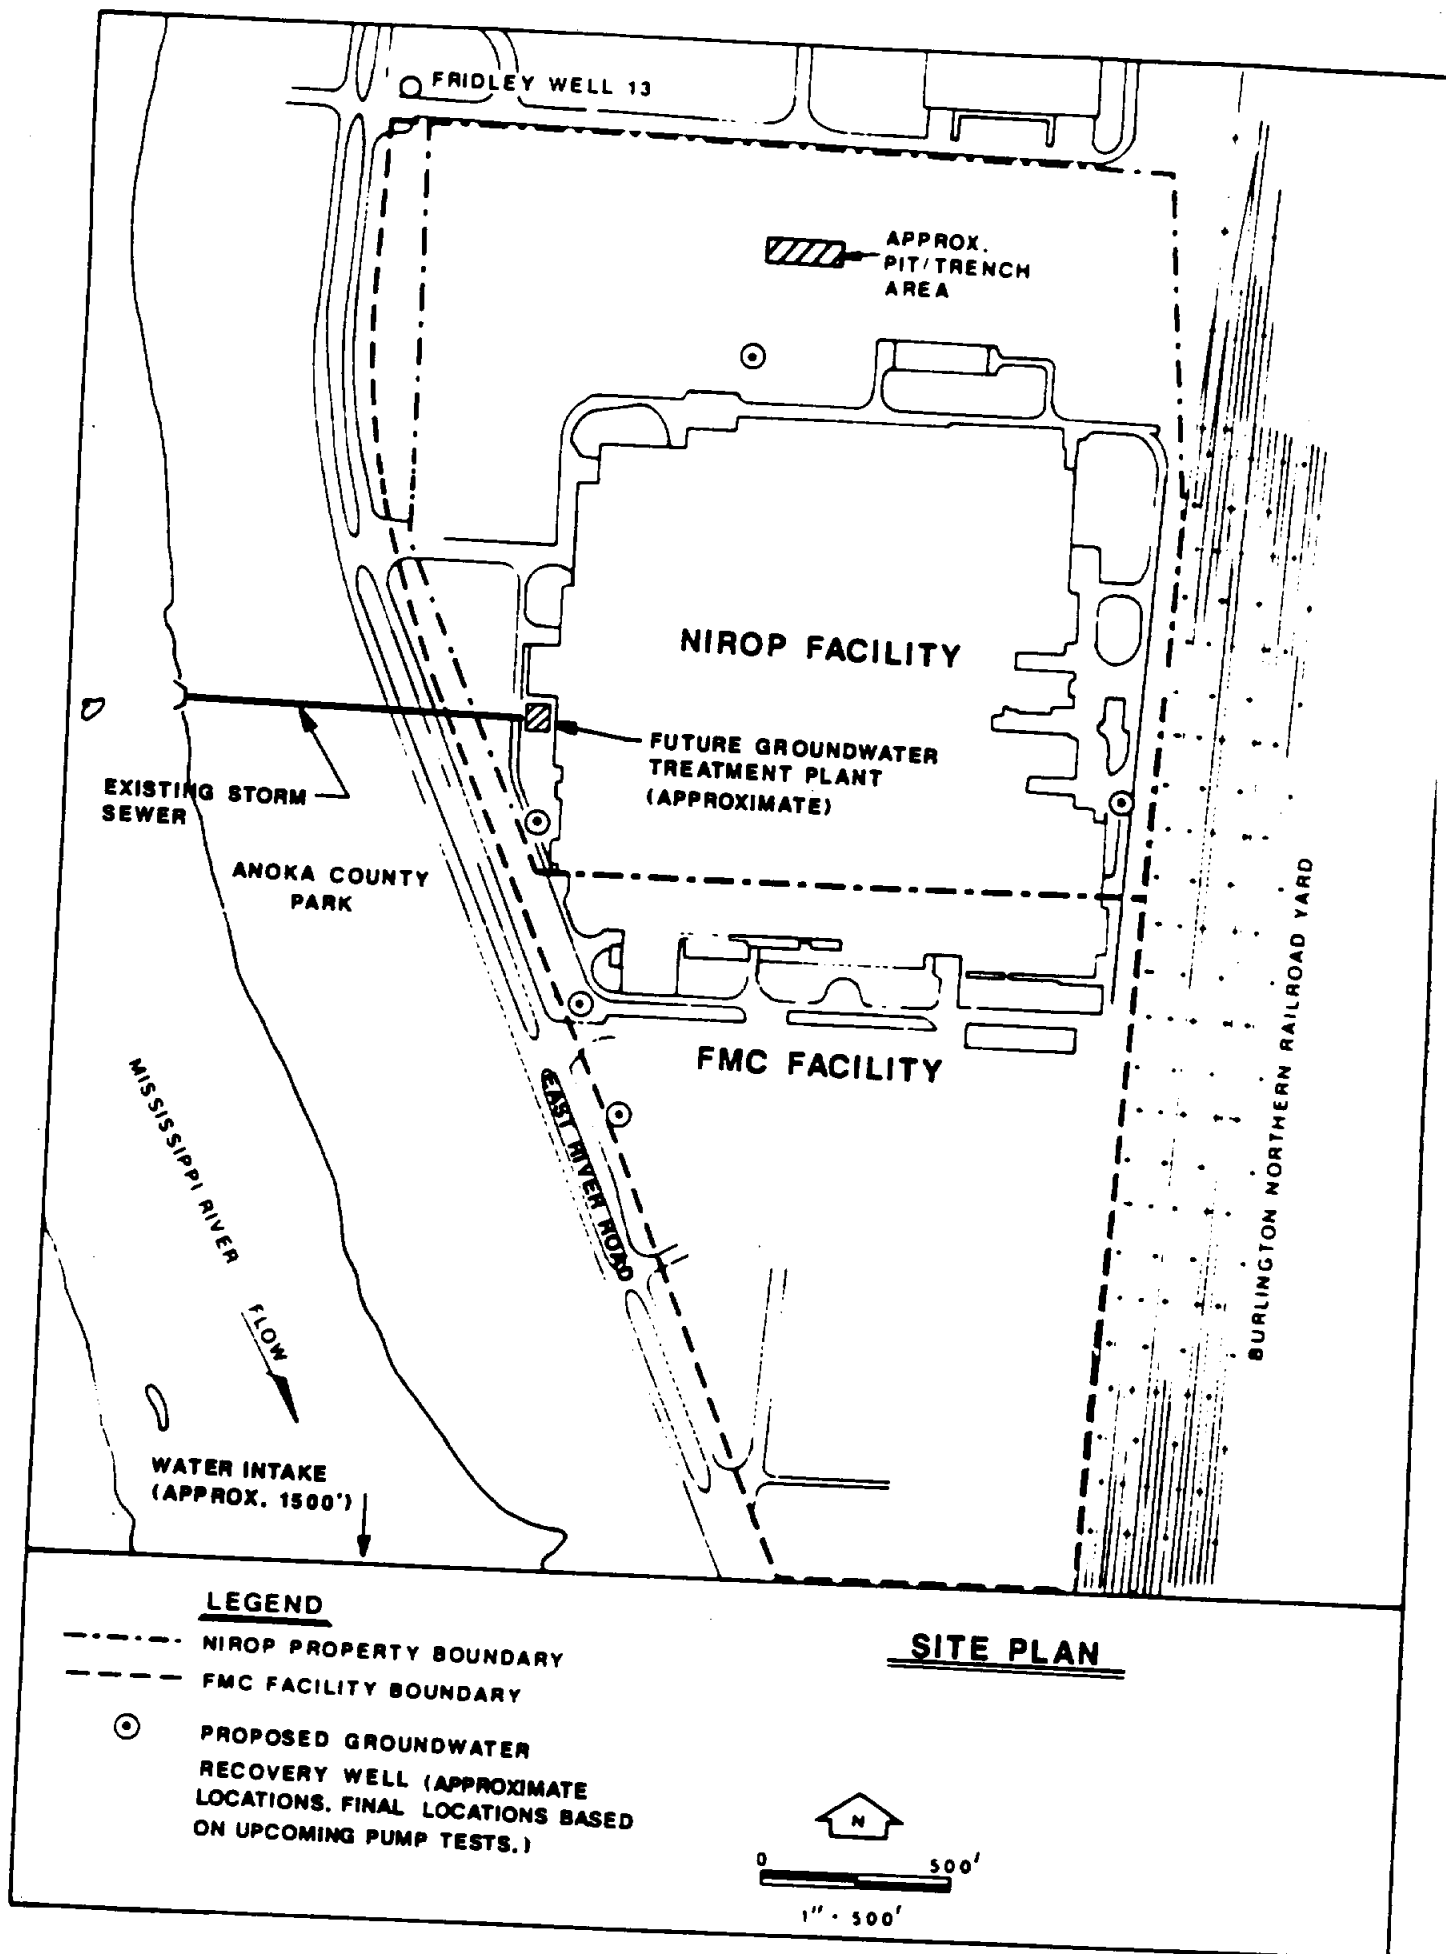 FRIDLEY WELL 13
APPROX.
PIT/TRENCH
AREA
NIROP FACILITY
FUTURE GROUNDWATER
TREATMENT PLANT
(APPROXIMATE)
EXISTING STORM
SEWER
ANOKA COUNTY
PARK
FMC FACILITY
EAST RIVER ROAD
BURLINGTON NORTHERN RAILROAD YARD
MISSISSIPPI RIVER
FLOW
WATER INTAKE
(APPROX. 1500')
LEGEND
NIROP PROPERTY BOUNDARY
FMC FACILITY BOUNDARY
PROPOSED GROUNDWATER
RECOVERY WELL (APPROXIMATE
LOCATIONS. FINAL LOCATIONS BASED
ON UPCOMING PUMP TESTS.)
SITE PLAN
N
0 500'
1" - 500'